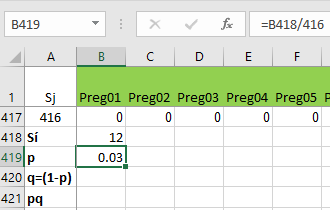 B419 fx =B418/416
A B C D E F
1 Sj Preg01 Preg02 Preg03 Preg04 Preg05
417 416 0 0 0 0 0
418 Sí 12
419 p 0.03
420 q=(1-p)
421 pq